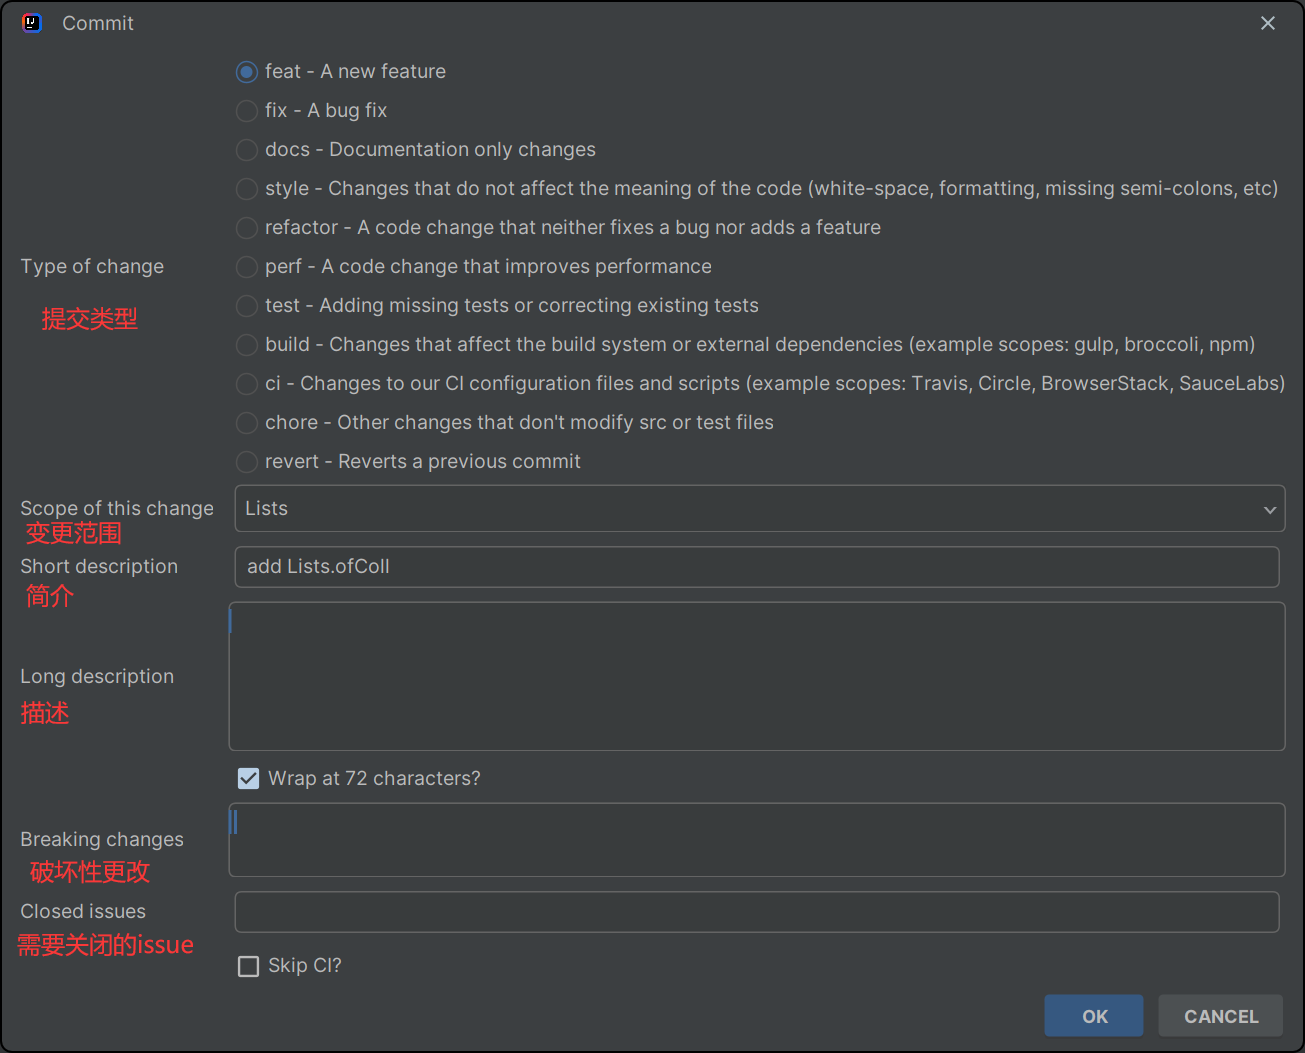 Commit
feat - A new feature
fix - A bug fix
docs - Documentation only changes
style - Changes that do not affect the meaning of the code (white-space, formatting, missing semi-colons, etc)
refactor - A code change that neither fixes a bug nor adds a feature
Type of change
perf - A code change that improves performance
提交类型
test - Adding missing tests or correcting existing tests
build - Changes that affect the build system or external dependencies (example scopes: gulp, broccoli, npm)
ci - Changes to our CI configuration files and scripts (example scopes: Travis, Circle, BrowserStack, SauceLabs)
chore - Other changes that don't modify src or test files
revert - Reverts a previous commit
Scope of this change
Lists
变更范围
Short description
add Lists.ofColl
简介
Long description
描述
Wrap at 72 characters?
Breaking changes
破坏性更改
Closed issues
需要关闭的issue
Skip CI?
OK
CANCEL